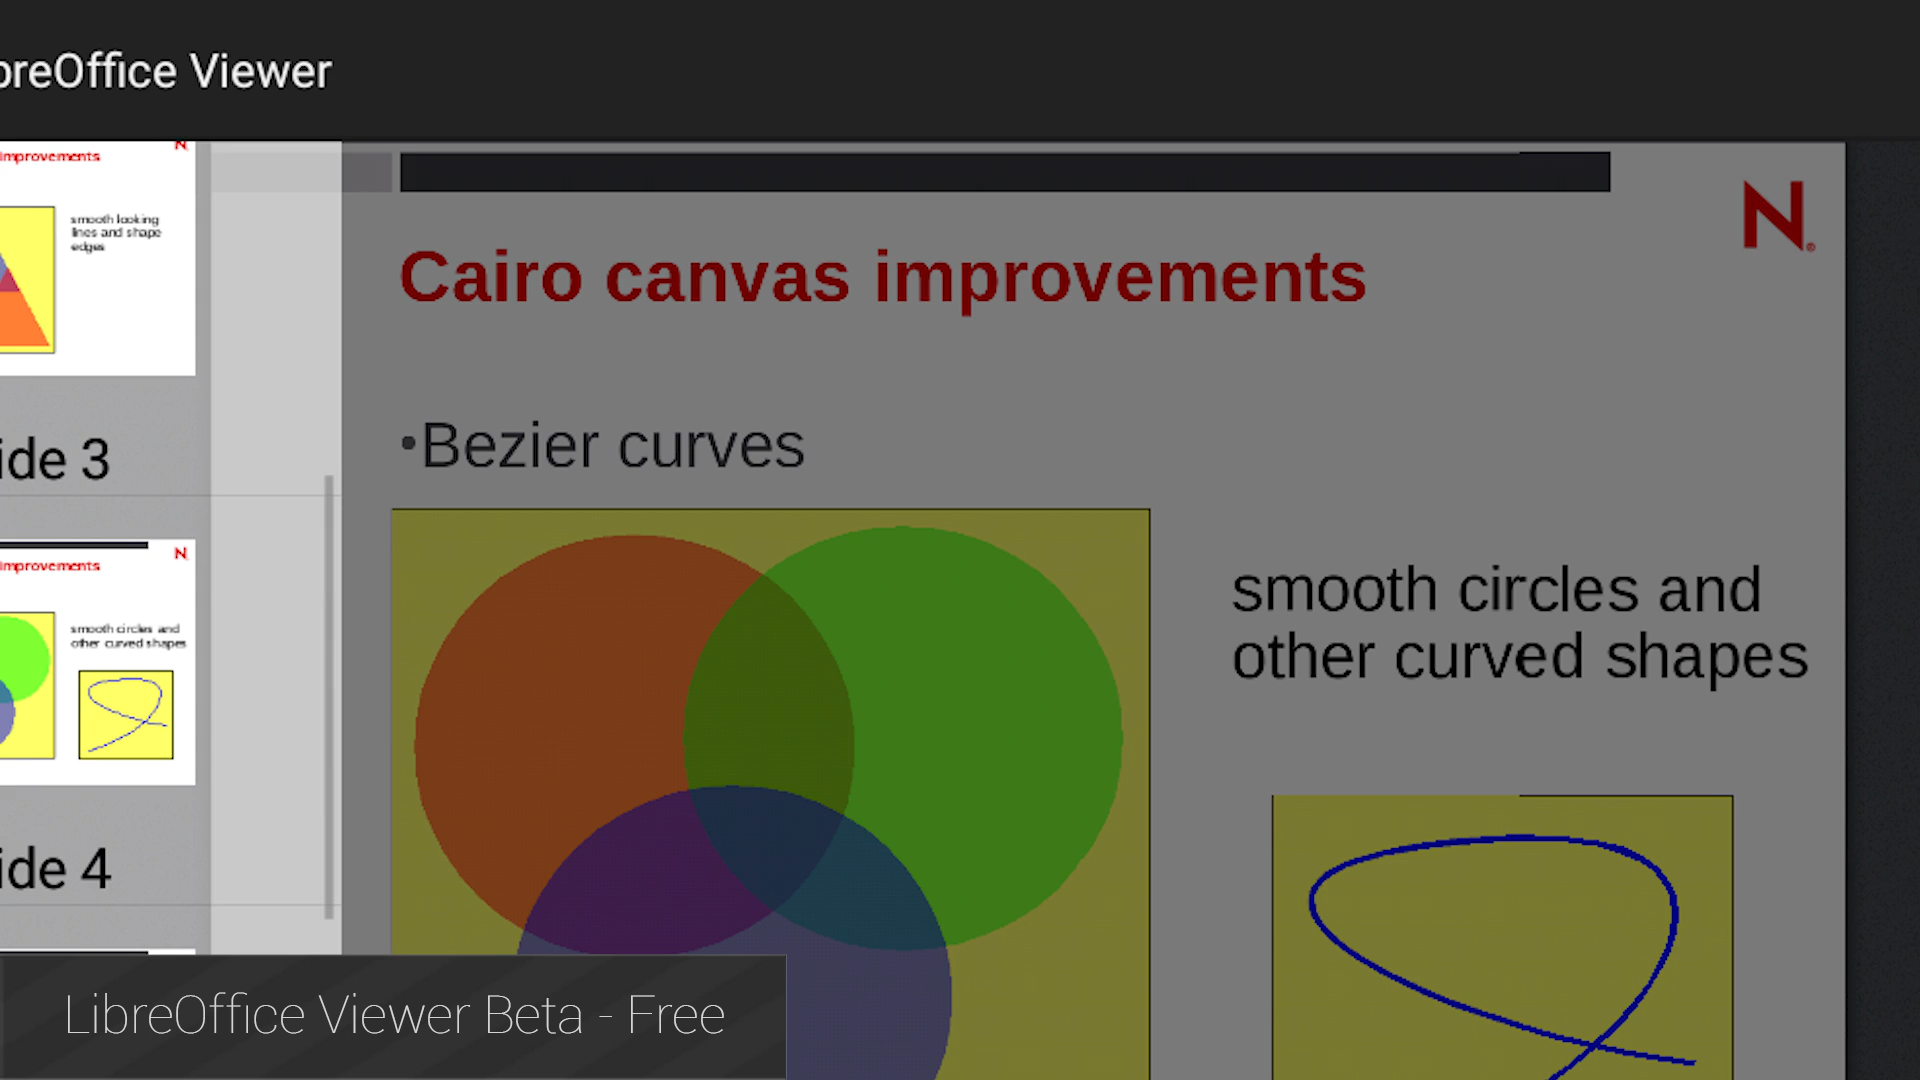 breOffice Viewer
N
improvements
smooth looking
lines and shape
edges
ide 3
N
improvements
smooth circles and
other curved shapes
ide 4
N®
Cairo canvas improvements
•Bezier curves
smooth circles and
other curved shapes
LibreOffice Viewer Beta - Free